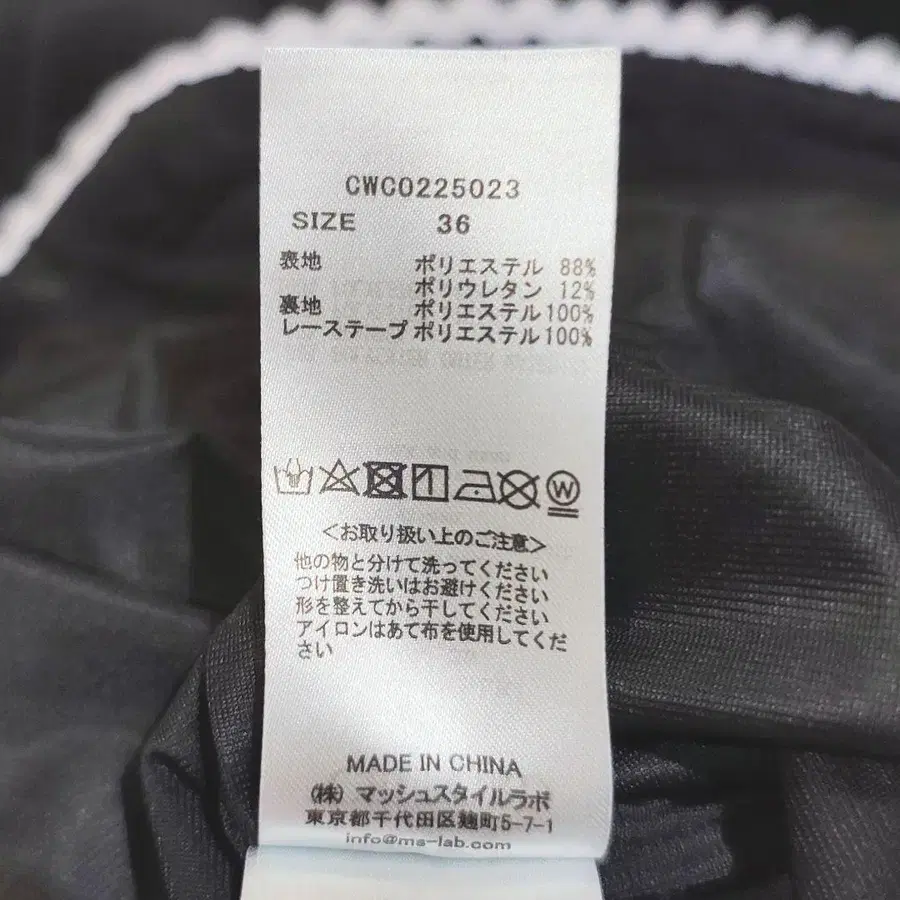 CWC0225023
SIZE 36
表地 ポリエステル 88%
ポリウレタン 12%
裏地 ポリエステル100%
レーステープ ポリエステル100%
W
<お取り扱い上のご注意>
他の物と分けて洗ってください
つけ置き洗いはお避けください
形を整えてから干してください
アイロンはあて布を使用してくだ
さい
MADE IN CHINA
(株) マッシュスタイルラボ
東京都千代田区麹町5-7-1
info@ms-lab.com